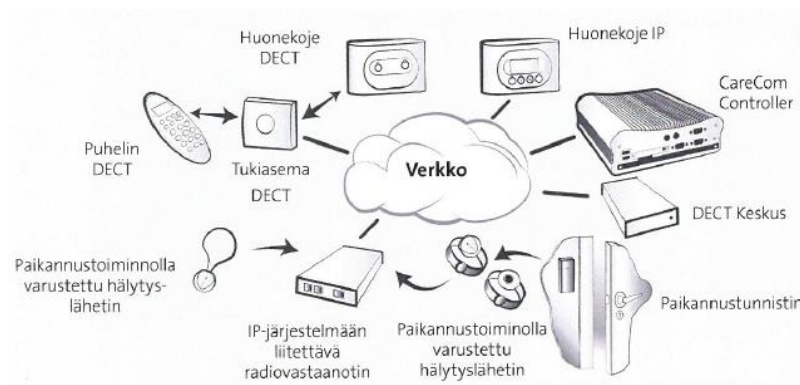 Huonekoje
DECT
Huonekoje IP
CareCom
Controller
Puhelin
DECT
Tukiasema
DECT
Verkko
DECT Keskus
Paikannustoiminnolla
varustettu hälytys-
lähetin
IP-järjestelmään
liitettävä
radiovastaanotin
Paikannustoiminolla
varustettu
hälytyslähetin
Paikannustunnistin